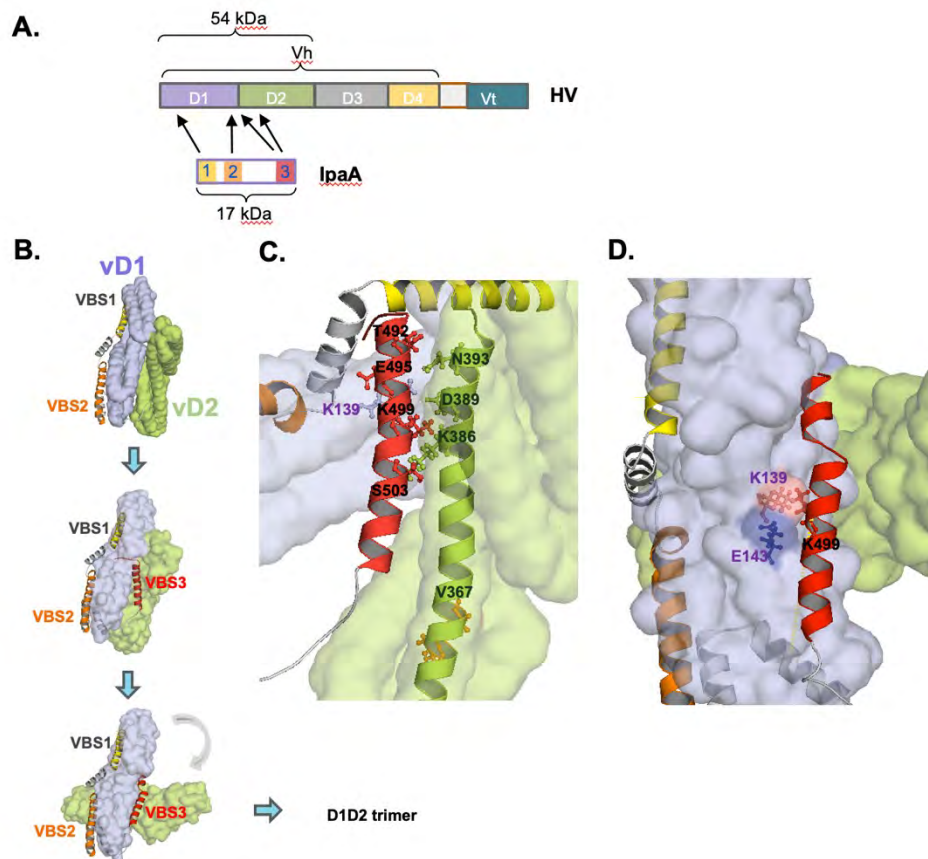 A.
54 kDa
Vh
D1 D2 D3 D4 Vt HV
1 2 3 IpaA
17 kDa
B.
vD1
VBS1
VBS2
vD2
VBS1
VBS2
VBS3
VBS1
VBS2
VBS3
D1D2 trimer
C.
T492
E495
N393
K139
K499
D389
K386
S503
V367
D.
K139
E143
K499